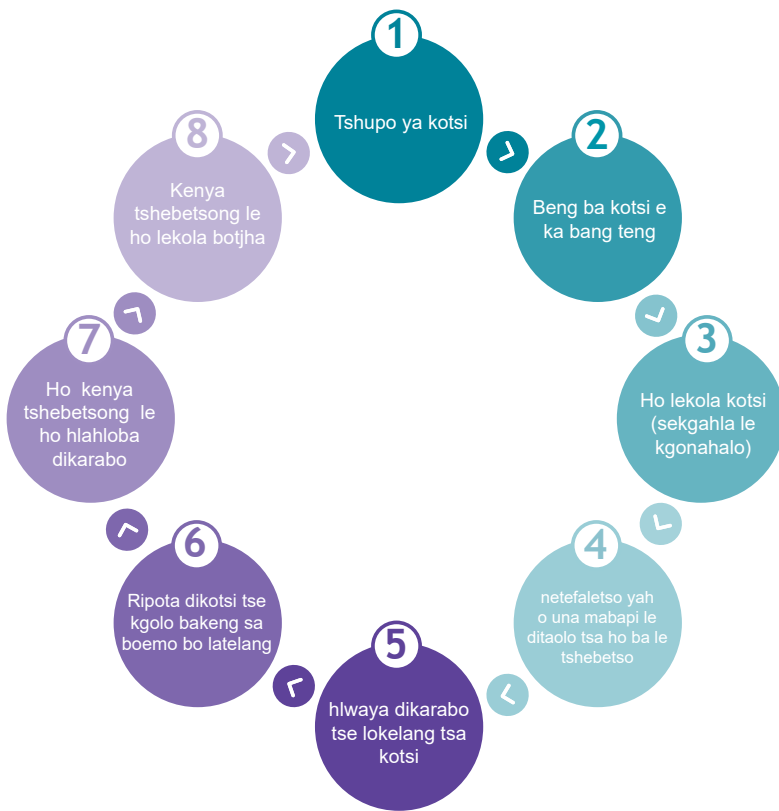 1
Tshupo ya kotsi
2
Beng ba kotsi e
ka bang teng
3
Ho lekola kotsi
(sekgahla le
kgonahalo)
4
netefaletso yah
o una mabapi le
ditaolo tsa ho ba le
tshebetso
5
hlwaya dikarabo
tse lokelang tsa
kotsi
6
Ripota dikotsi tse
kgolo bakeng sa
boemo bo latelang
7
Ho kenya
tshebetsong le
ho hlahloba
dikarabo
8
Kenya
tshebetsong le
ho lekola botjha